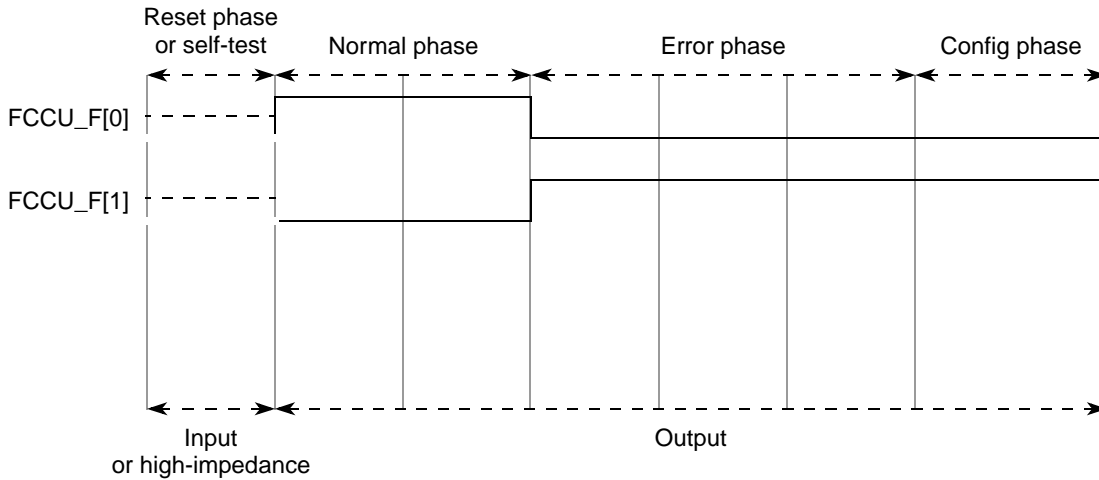 Reset phase
or self-test
Normal phase
Error phase
Config phase
FCCU_F[0]
FCCU_F[1]
Input
or high-impedance
Output